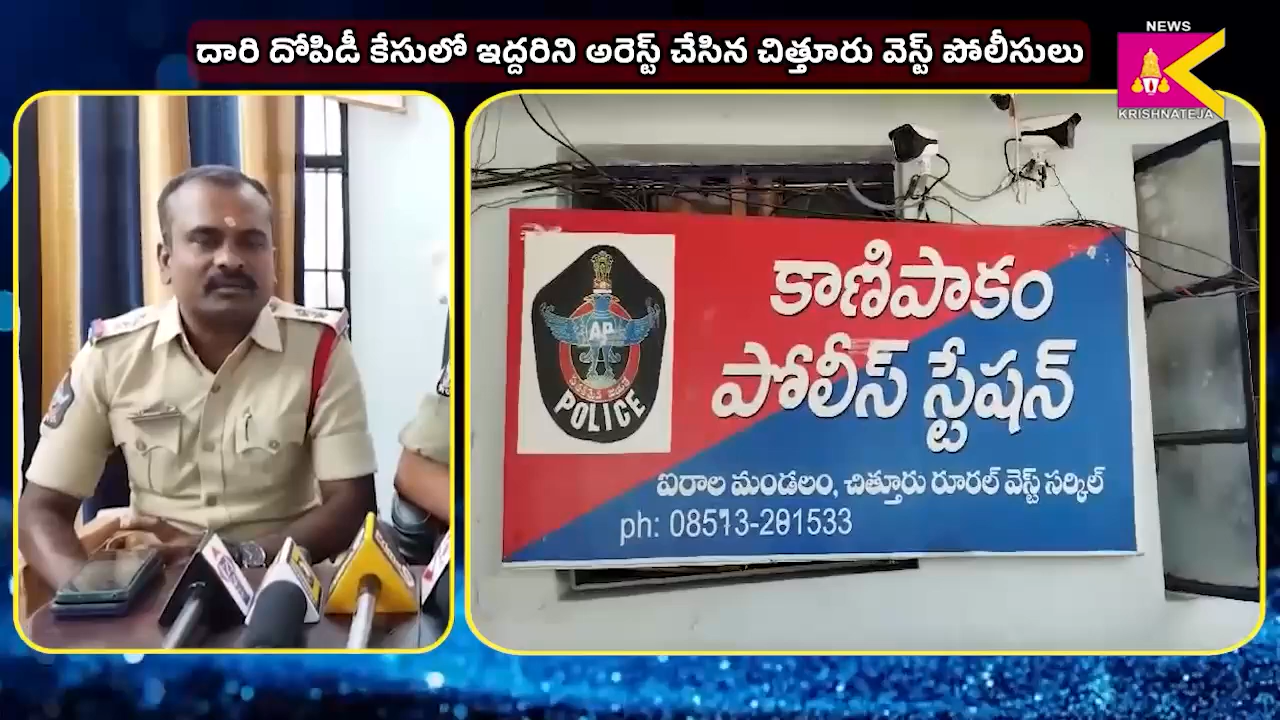 దారి దోపిడీ కేసులో ఇద్దరిని అరెస్ట్ చేసిన చిత్తూరు వెస్ట్ పోలీసులు
NEWS
KRISHNATEJA
కాణిపాకం
పోలీస్ స్టేషన్
AP
POLICE
ఐరాల మండలం, చిత్తూరు రూరల్ వెస్ట్ సర్కిల్
ph: 08573-281533